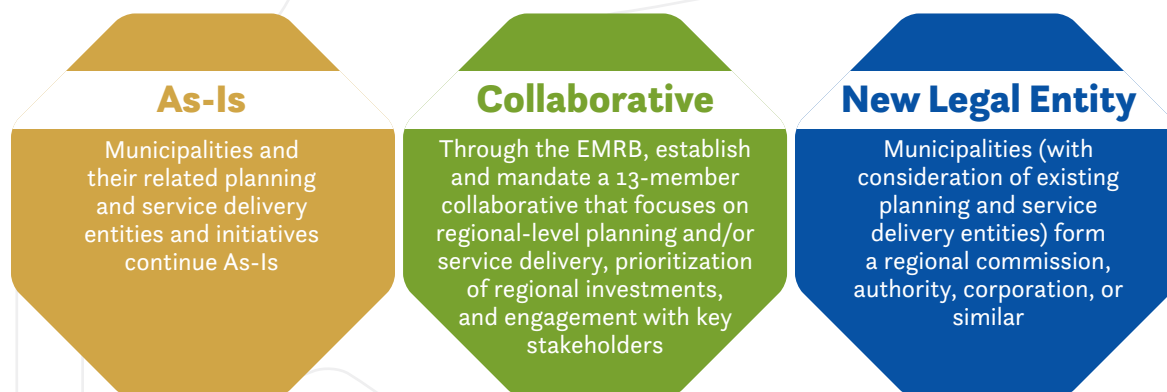 As-Is
Municipalities and
their related planning
and service delivery
entities and initiatives
continue As-Is
Collaborative
Through the EMRB, establish
and mandate a 13-member
collaborative that focuses on
regional-level planning and/or
service delivery, prioritization
of regional investments,
and engagement with key
stakeholders
New Legal Entity
Municipalities (with
consideration of existing
planning and service
delivery entities) form
a regional commission,
authority, corporation, or
similar